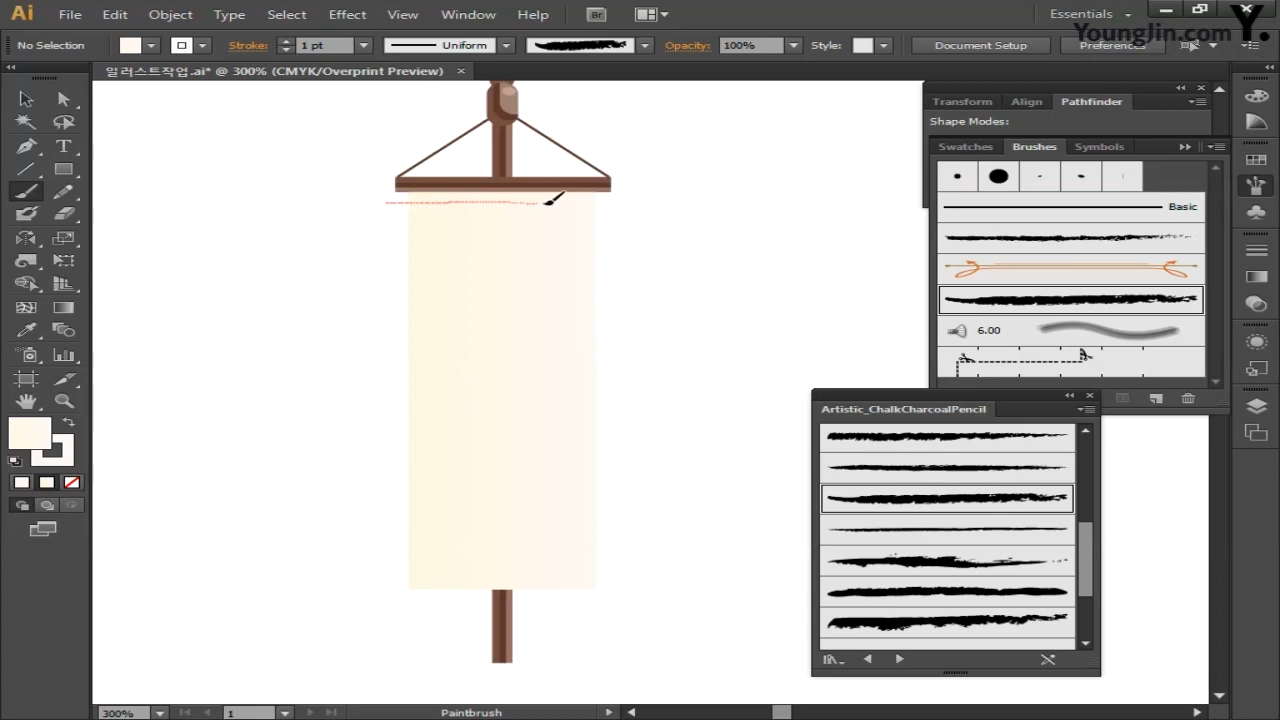 Ai File Edit Object Type Select Effect View Window Help Br Essentials
YoungJin.com Y.
No Selection Stroke: 1 pt Uniform Opacity: 100% Style: Document Setup Preferences
일러스트작업.ai* @ 300% (CMYK/Overprint Preview) ×
Transform Align Pathfinder
Shape Modes:
Swatches Brushes Symbols
Basic
6.00
Artistic_ChalkCharcoalPencil
300% 1 Paintbrush